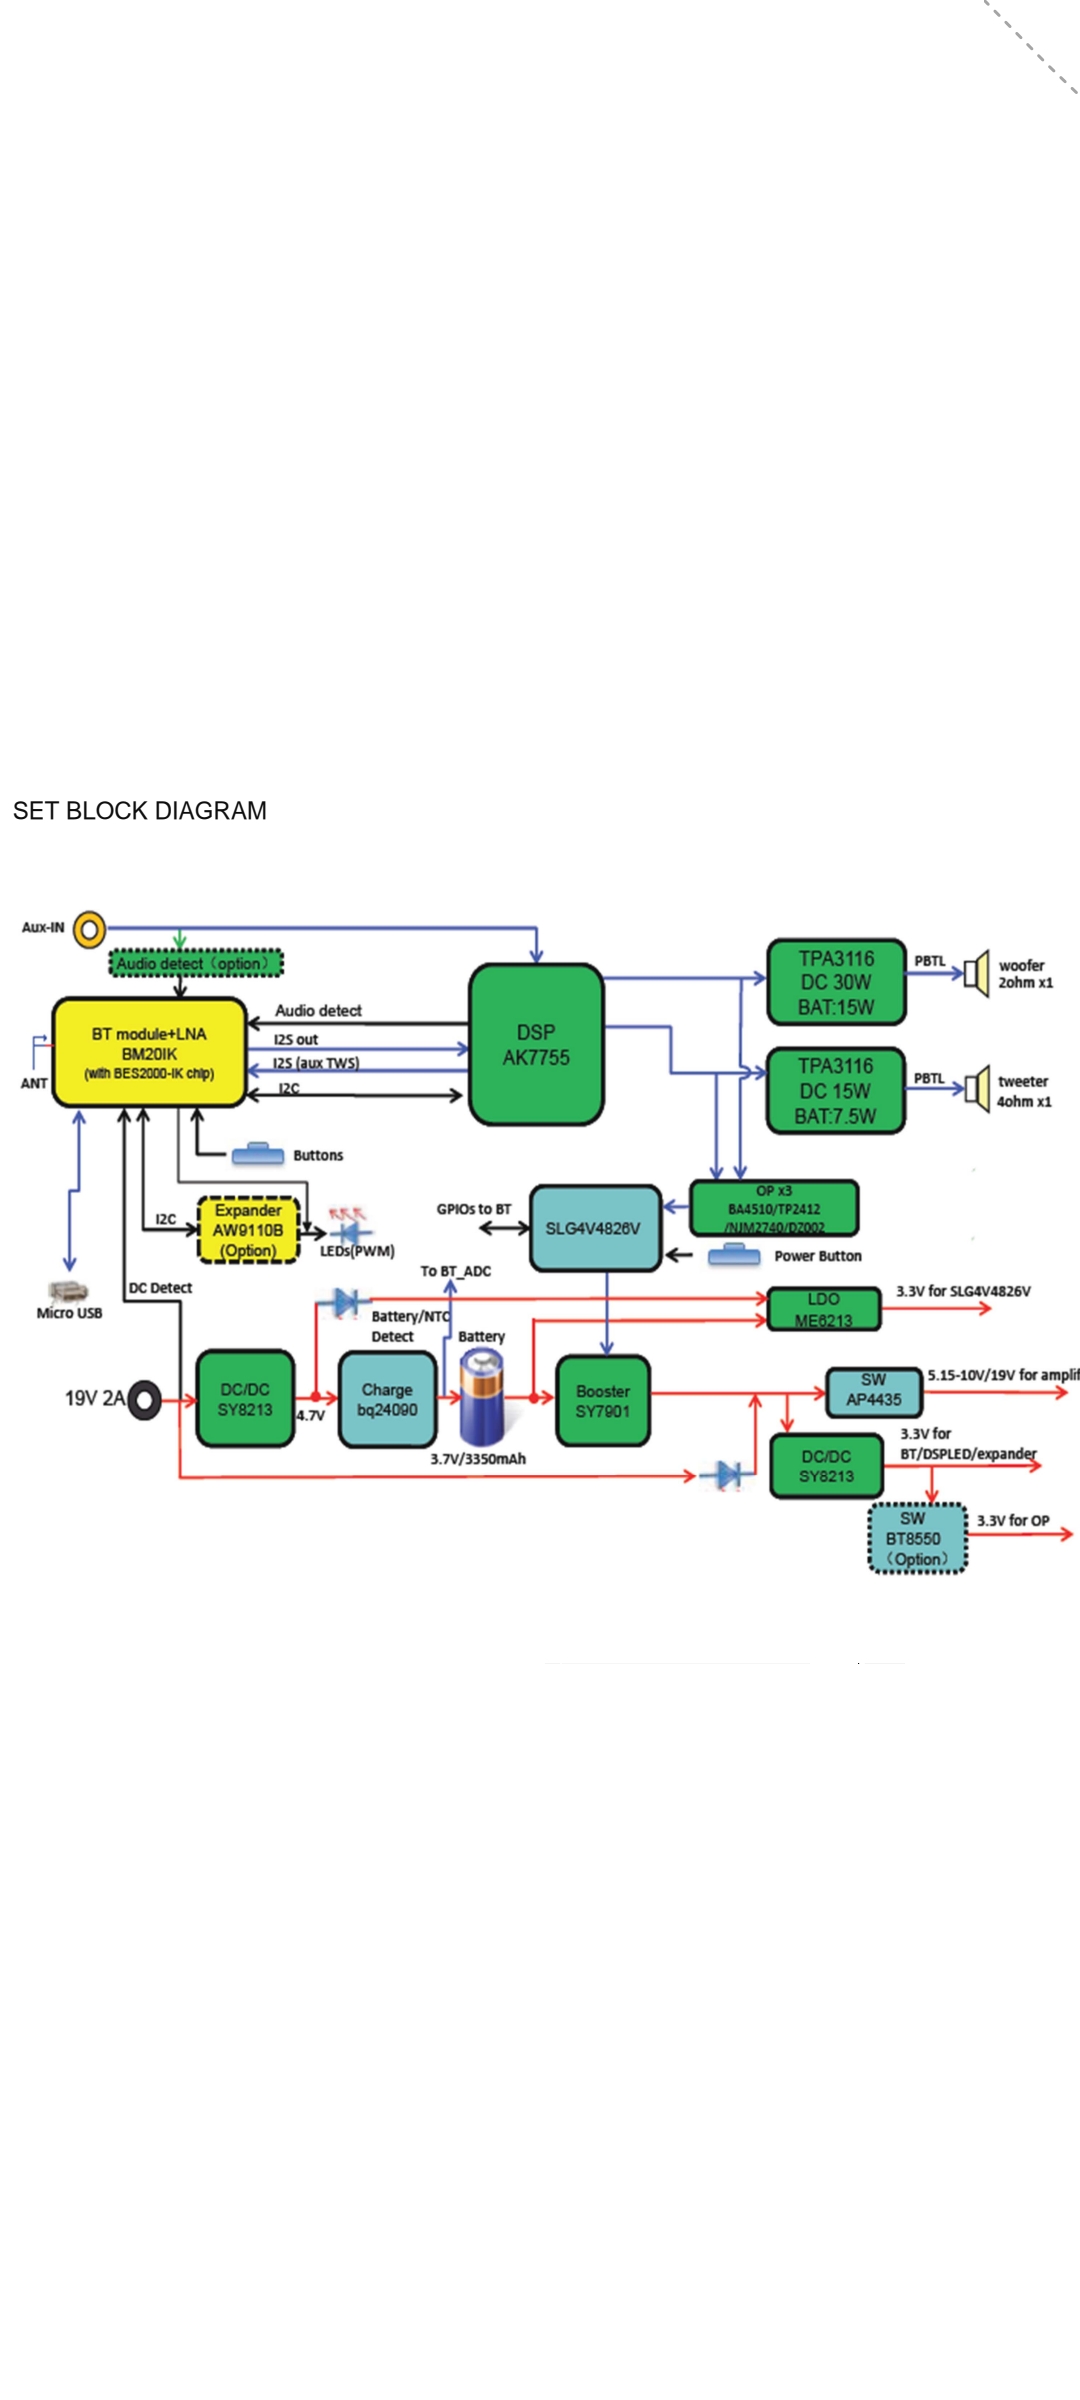 SET BLOCK DIAGRAM
Aux-IN
Audio detect（option）
BT module+LNA
BM20IK
(with BES2000-IK chip)
ANT
Audio detect
I2S out
I2S (aux TWS)
I2C
DSP
AK7755
TPA3116
DC 30W
BAT:15W
PBTL
woofer
2ohm x1
TPA3116
DC 15W
BAT:7.5W
PBTL
tweeter
4ohm x1
Buttons
I2C
Expander
AW9110B
(Option)
LEDs(PWM)
GPIOs to BT
SLG4V4826V
OP x3
BA4510/TP2412
/NJM2740/DZ002
Power Button
Micro USB
DC Detect
To BT_ADC
Battery/NTC
Detect
Battery
LDO
ME6213
3.3V for SLG4V4826V
19V 2A
DC/DC
SY8213
4.7V
Charge
bq24090
3.7V/3350mAh
Booster
SY7901
SW
AP4435
5.15-10V/19V for amplif
DC/DC
SY8213
3.3V for
BT/DSPLED/expander
SW
BT8550
（Option）
3.3V for OP